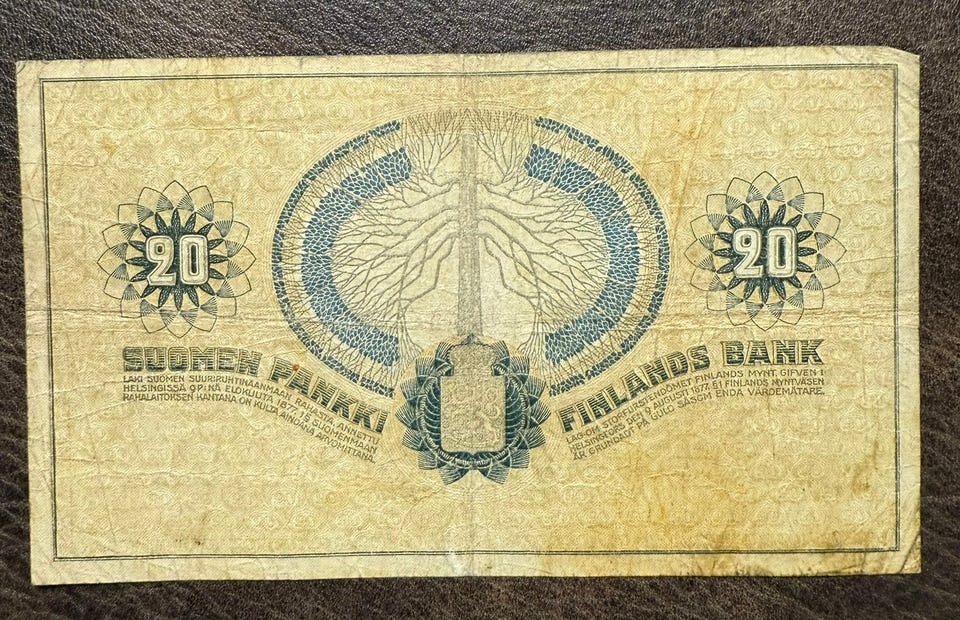 20
20
SUOMEN PANKKI
LAKI SUOMEN SUURIRUHTINAANMAAN RAHASTA, ANNETTU
HELSINGISSÄ 9 P:NÄ ELOKUUTA 1877. 1§ SUOMENMAAN
RAHALAITOKSEN KANTANA ON KULTA AINOANA ARVOMITTANA.
FINLANDS BANK
LAG OM STORFURSTENDÖMET FINLANDS MYNT, GIFVEN I
HELSINGFORS DEN 9 AUGUSTI 1877. §1 FINLANDS MYNTVÄSEN
ÄR GRUNDADT PÅ GULD SÅSOM ENDA VÄRDEMÄTARE.